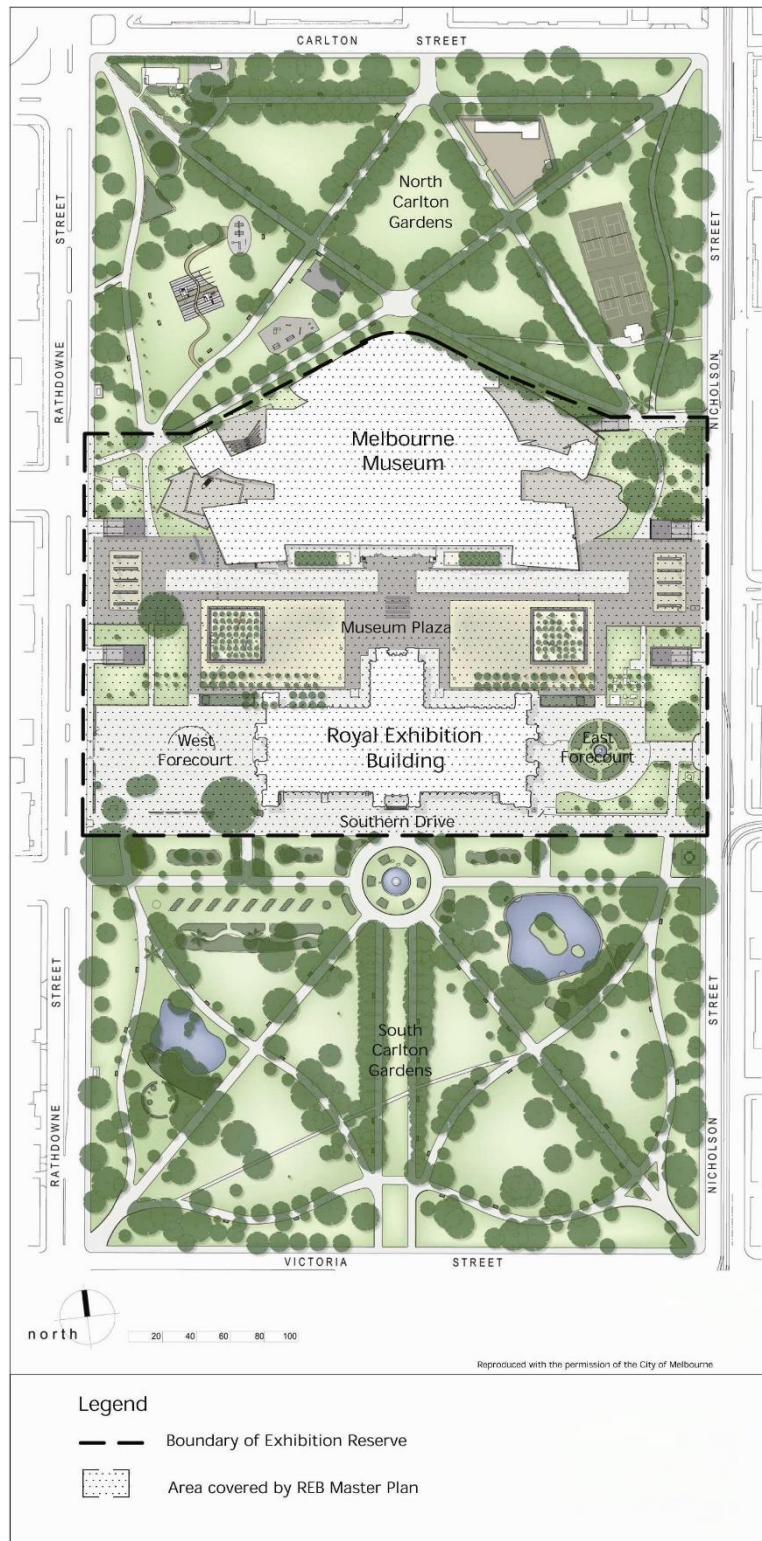 CARLTON STREET
North
Carlton
Gardens
RATHDOWNE STREET
NICHOLSON STREET
Melbourne
Museum
Museum Plaza
West
Forecourt
Royal Exhibition
Building
East
Forecourt
Southern Drive
South
Carlton
Gardens
RATHDOWNE STREET
NICHOLSON STREET
VICTORIA STREET
north
20 40 60 80 100
Reproduced with the permission of the City of Melbourne
Legend
Boundary of Exhibition Reserve
Area covered by REB Master Plan